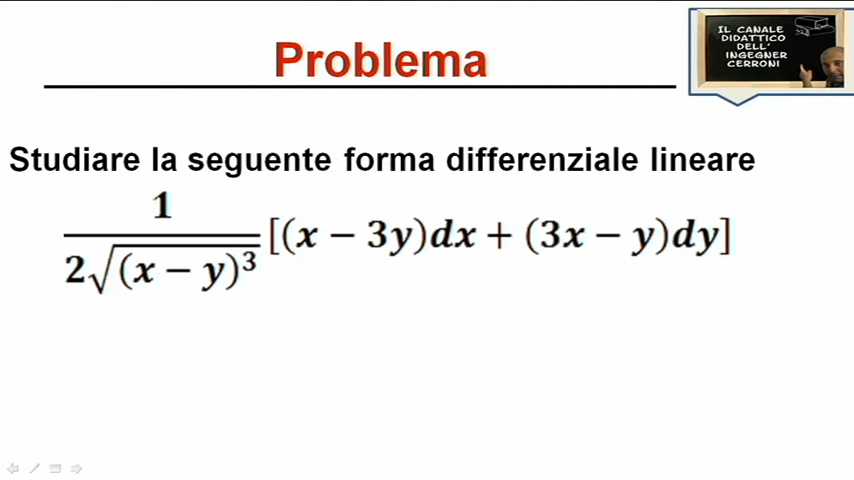 Problema
IL CANALE
DIDATTICO
DELL'
INGEGNER
CERRONI
Studiare la seguente forma differenziale lineare
1
2√(x − y)³ [(x − 3y)dx + (3x − y)dy]